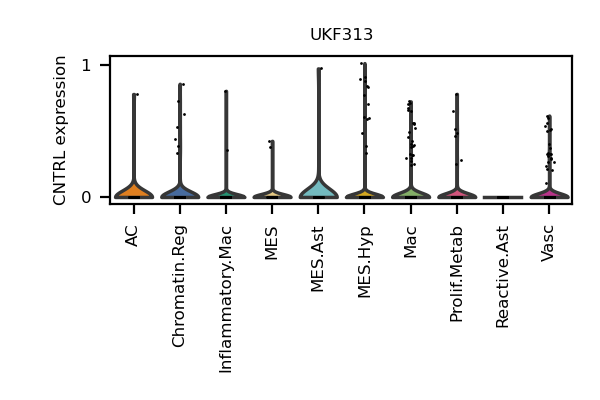 UKF313
CNTRL expression
1
0
AC
Chromatin.Reg
Inflammatory.Mac
MES
MES.Ast
MES.Hyp
Mac
Prolif.Metab
Reactive.Ast
Vasc